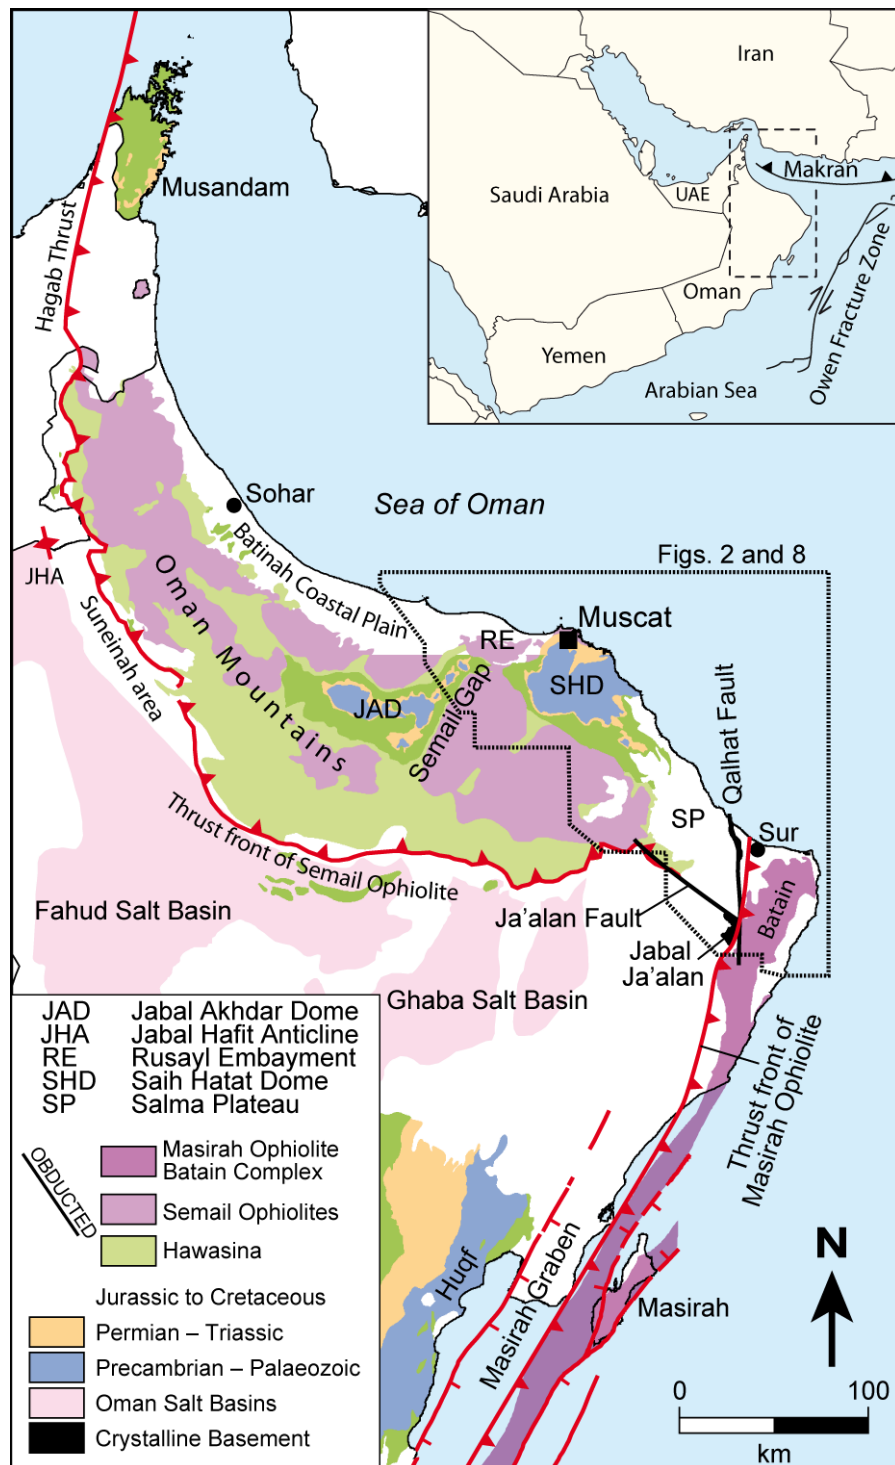 Iran
Makran
Saudi Arabia
UAE
Oman
Yemen
Arabian Sea
Owen Fracture Zone
Musandam
Hagab Thrust
Sohar
Sea of Oman
Batinah Coastal Plain
Figs. 2 and 8
JHA
Suneinah area
Oman Mountains
RE
Muscat
SHD
JAD
Semail Gap
Qalhat Fault
SP
Sur
Thrust front of Semail Ophiolite
Fahud Salt Basin
Ja'alan Fault
Batain
Jabal
Ja'alan
Ghaba Salt Basin
Thrust front of
Masirah Ophiolite
Huqf
Masirah Graben
Masirah
N
0 100
km
JAD Jabal Akhdar Dome
JHA Jabal Hafit Anticline
RE Rusayl Embayment
SHD Saih Hatat Dome
SP Salma Plateau
OBDUCTED
Masirah Ophiolite
Batain Complex
Semail Ophiolites
Hawasina
Jurassic to Cretaceous
Permian – Triassic
Precambrian – Palaeozoic
Oman Salt Basins
Crystalline Basement